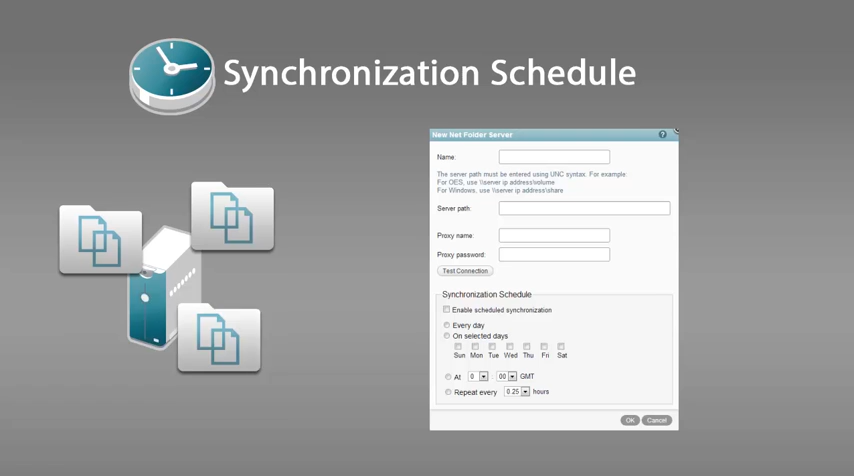 Synchronization Schedule
New Net Folder Server
?
Name:
The server path must be entered using UNC syntax. For example:
For OES, use \\server ip address\volume
For Windows, use \\server ip address\share
Server path:
Proxy name:
Proxy password:
Test Connection
Synchronization Schedule
Enable scheduled synchronization
Every day
On selected days
Sun Mon Tue Wed Thu Fri Sat
At 0 : 00 GMT
Repeat every 0.25 hours
OK Cancel